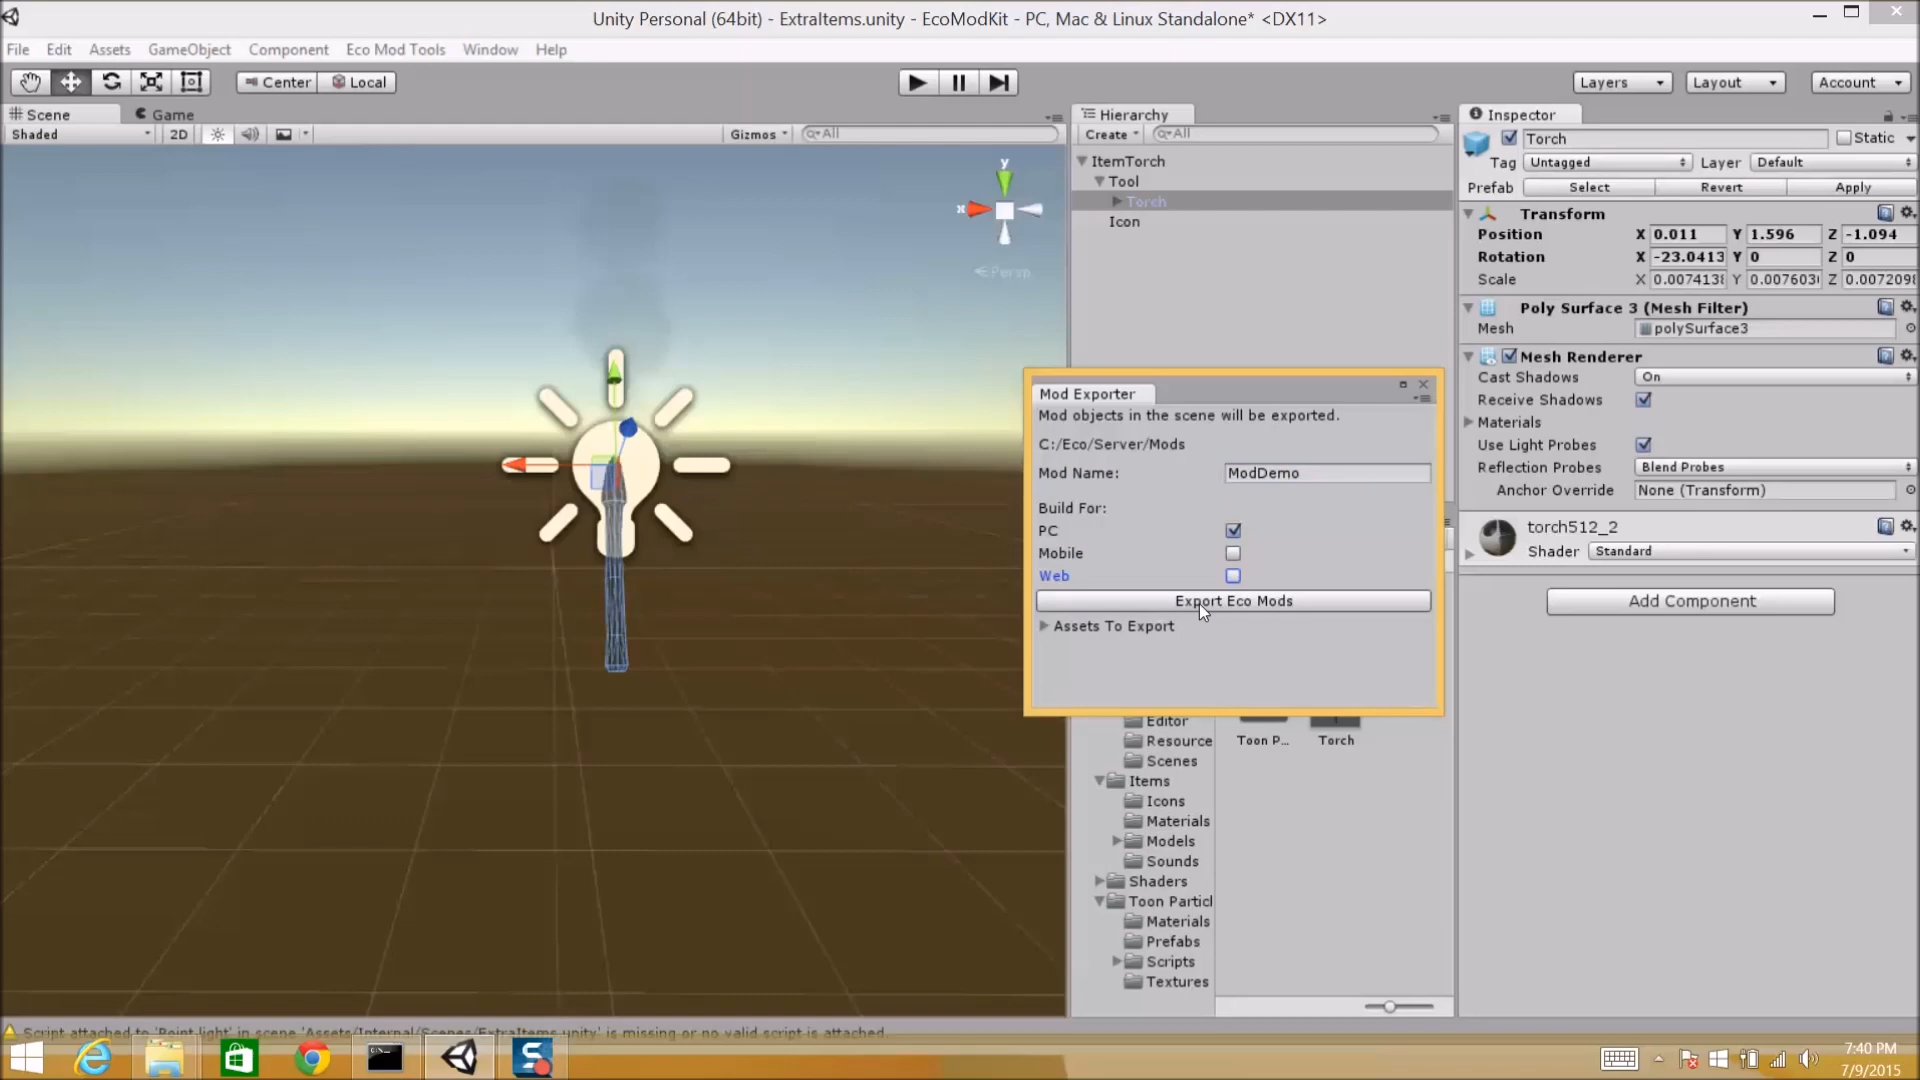 Unity Personal (64bit) - ExtraItems.unity - EcoModKit - PC, Mac & Linux Standalone* <DX11>
File Edit Assets GameObject Component Eco Mod Tools Window Help
Center Local Layers Layout Account
Scene Game
Shaded 2D Gizmos All
y
x
Persp
Hierarchy
Create All
ItemTorch
Tool
Torch
Icon
Inspector
Torch Static
Tag Untagged Layer Default
Prefab Select Revert Apply
Transform
Position X 0.011 Y 1.596 Z -1.094
Rotation X -23.0413 Y 0 Z 0
Scale X Y Z
Poly Surface 3 (Mesh Filter)
Mesh polySurface3
Mesh Renderer
Cast Shadows On
Receive Shadows
Materials
Use Light Probes
Reflection Probes Blend Probes
Anchor Override None (Transform)
torch512_2
Shader Standard
Add Component
Mod Exporter
Mod objects in the scene will be exported.
C:/Eco/Server/Mods
Mod Name: ModDemo
Build For:
PC
Mobile
Web
Export Eco Mods
Assets To Export
Editor
Resource
Scenes
Items
Icons
Materials
Models
Sounds
Shaders
Toon Particl
Materials
Prefabs
Scripts
Textures
Toon P... Torch
Script attached to 'Point light' in scene 'Assets/Internal/Scenes/ExtraItems.unity' is missing or no valid script is attached.
7:40 PM
7/9/2015